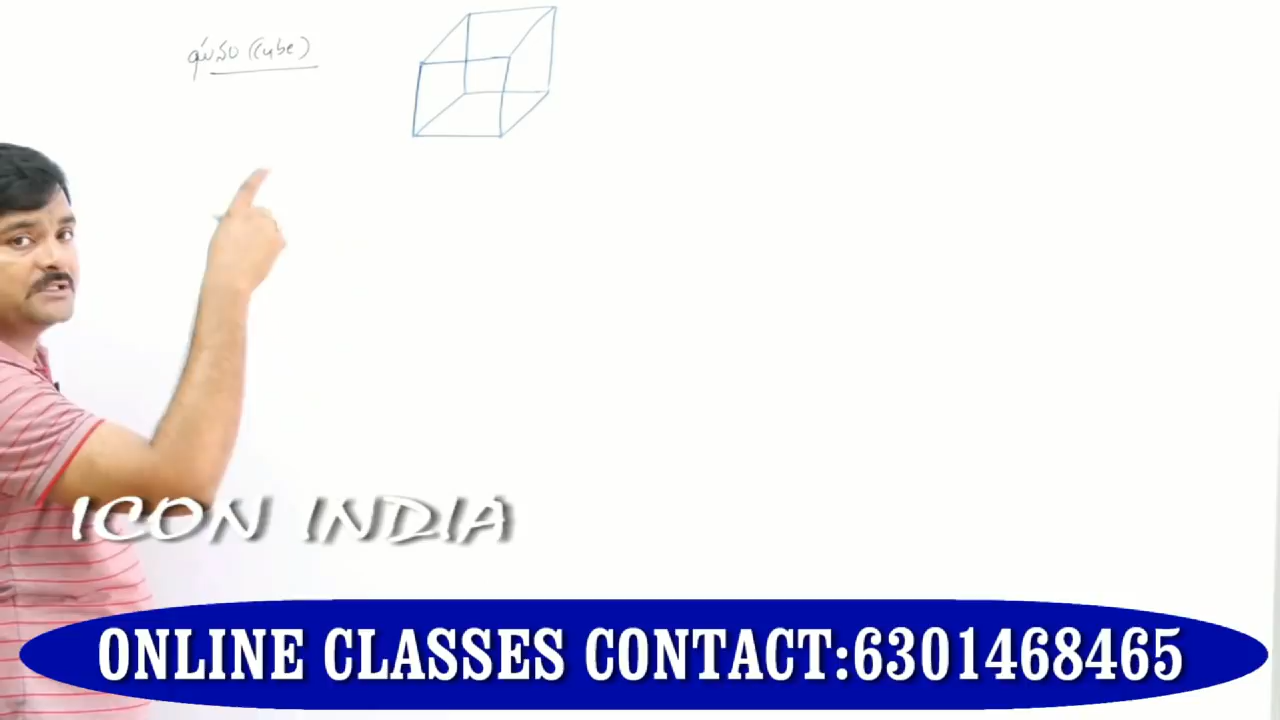 ఘనం (Cube)
ICON INDIA
ONLINE CLASSES CONTACT:6301468465